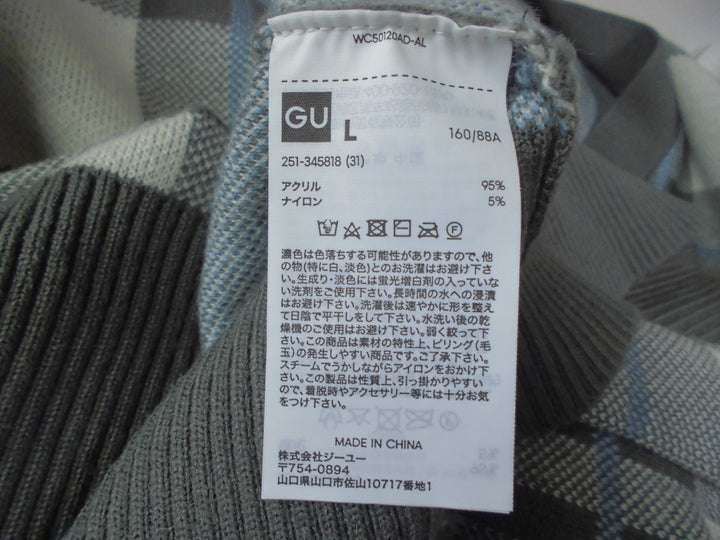 WC50120AD-AL
GU L 160/88A
251-345818 (31)
アクリル 95%
ナイロン 5%
濃色は色落ちする可能性がありますので、他
の物(特に白、淡色)とのお洗濯はお避け下さ
い。生成り・淡色には蛍光増白剤の入っていな
い洗剤をご使用下さい。長時間の水への浸漬
はお避け下さい。洗濯後は速やかに形を整え
て日陰で平干しをして下さい。水洗い後の乾
燥機のご使用はお避け下さい。弱く絞って下
さい。この商品は素材の特性上、ピリング(毛
玉)の発生しやすい商品です。ご了承下さい。
スチームでうかしながらアイロンをおかけ下
さい。この製品は性質上、引っ掛かりやすい
ので、着脱時やアクセサリー等には十分お気
をつけ下さい。
MADE IN CHINA
株式会社ジーユー
〒754-0894
山口県山口市佐山10717番地1